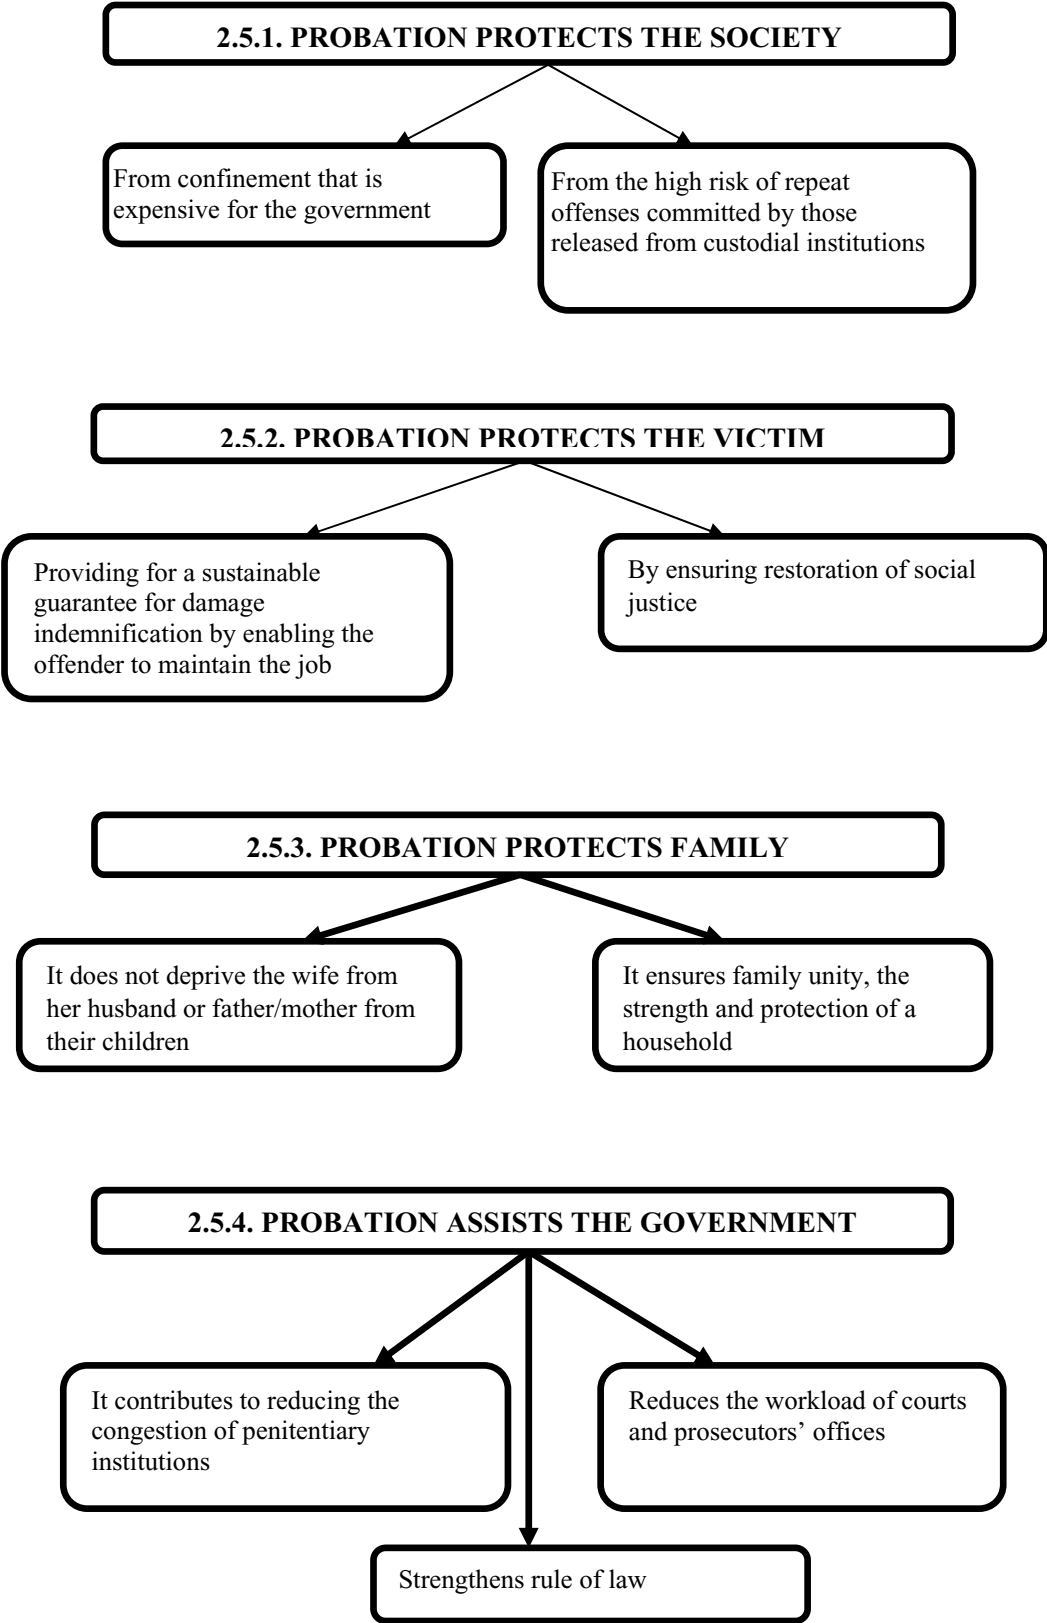 2.5.1. PROBATION PROTECTS THE SOCIETY
From confinement that is
expensive for the government
From the high risk of repeat
offenses committed by those
released from custodial institutions
2.5.2. PROBATION PROTECTS THE VICTIM
Providing for a sustainable
guarantee for damage
indemnification by enabling the
offender to maintain the job
By ensuring restoration of social
justice
2.5.3. PROBATION PROTECTS FAMILY
It does not deprive the wife from
her husband or father/mother from
their children
It ensures family unity, the
strength and protection of a
household
2.5.4. PROBATION ASSISTS THE GOVERNMENT
It contributes to reducing the
congestion of penitentiary
institutions
Reduces the workload of courts
and prosecutors’ offices
Strengthens rule of law